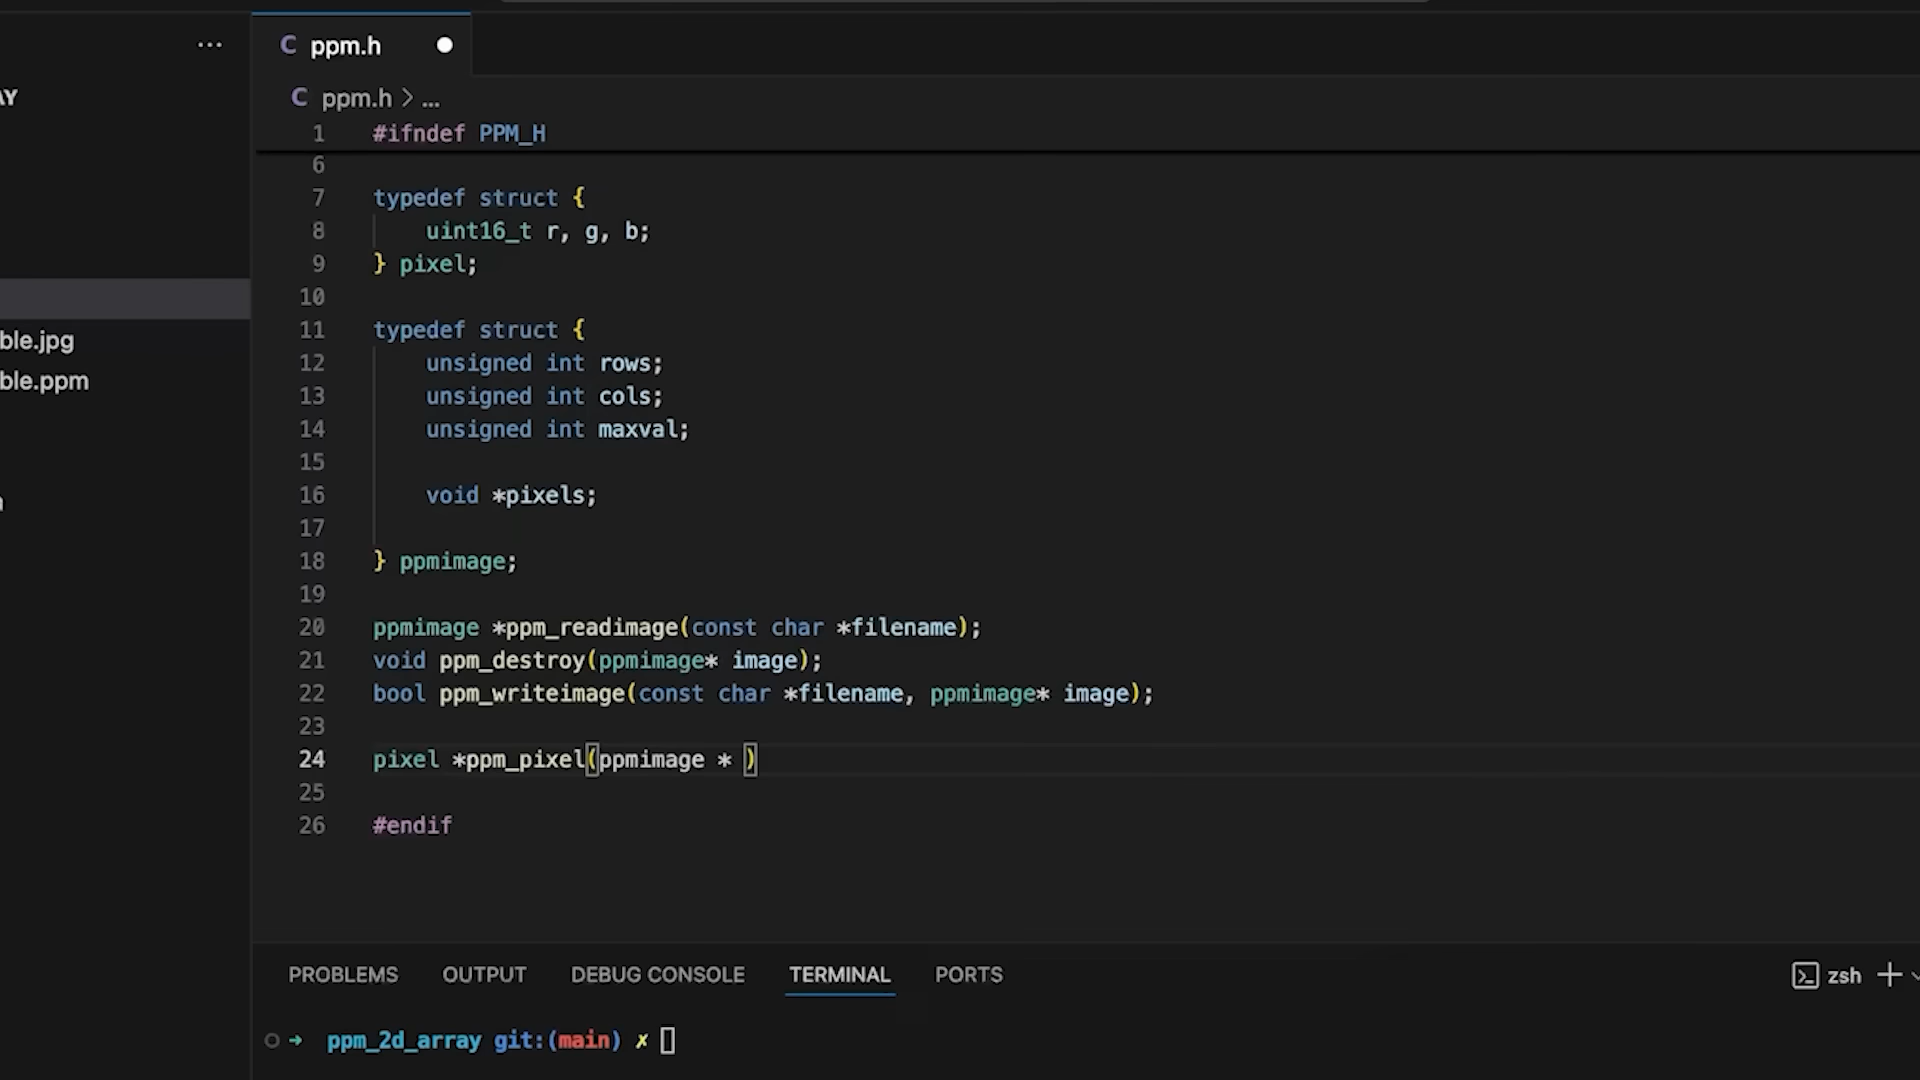 ...
C ppm.h
AY
C ppm.h > ...
1 #ifndef PPM_H
6
7 typedef struct {
8 uint16_t r, g, b;
9 } pixel;
10
11 typedef struct {
ble.jpg
12 unsigned int rows;
ble.ppm
13 unsigned int cols;
14 unsigned int maxval;
15
16 void *pixels;
17
18 } ppmimage;
19
20 ppmimage *ppm_readimage(const char *filename);
21 void ppm_destroy(ppmimage* image);
22 bool ppm_writeimage(const char *filename, ppmimage* image);
23
24 pixel *ppm_pixel(ppmimage * )
25
26 #endif
PROBLEMS OUTPUT DEBUG CONSOLE TERMINAL PORTS
zsh
ppm_2d_array git:(main) ✗